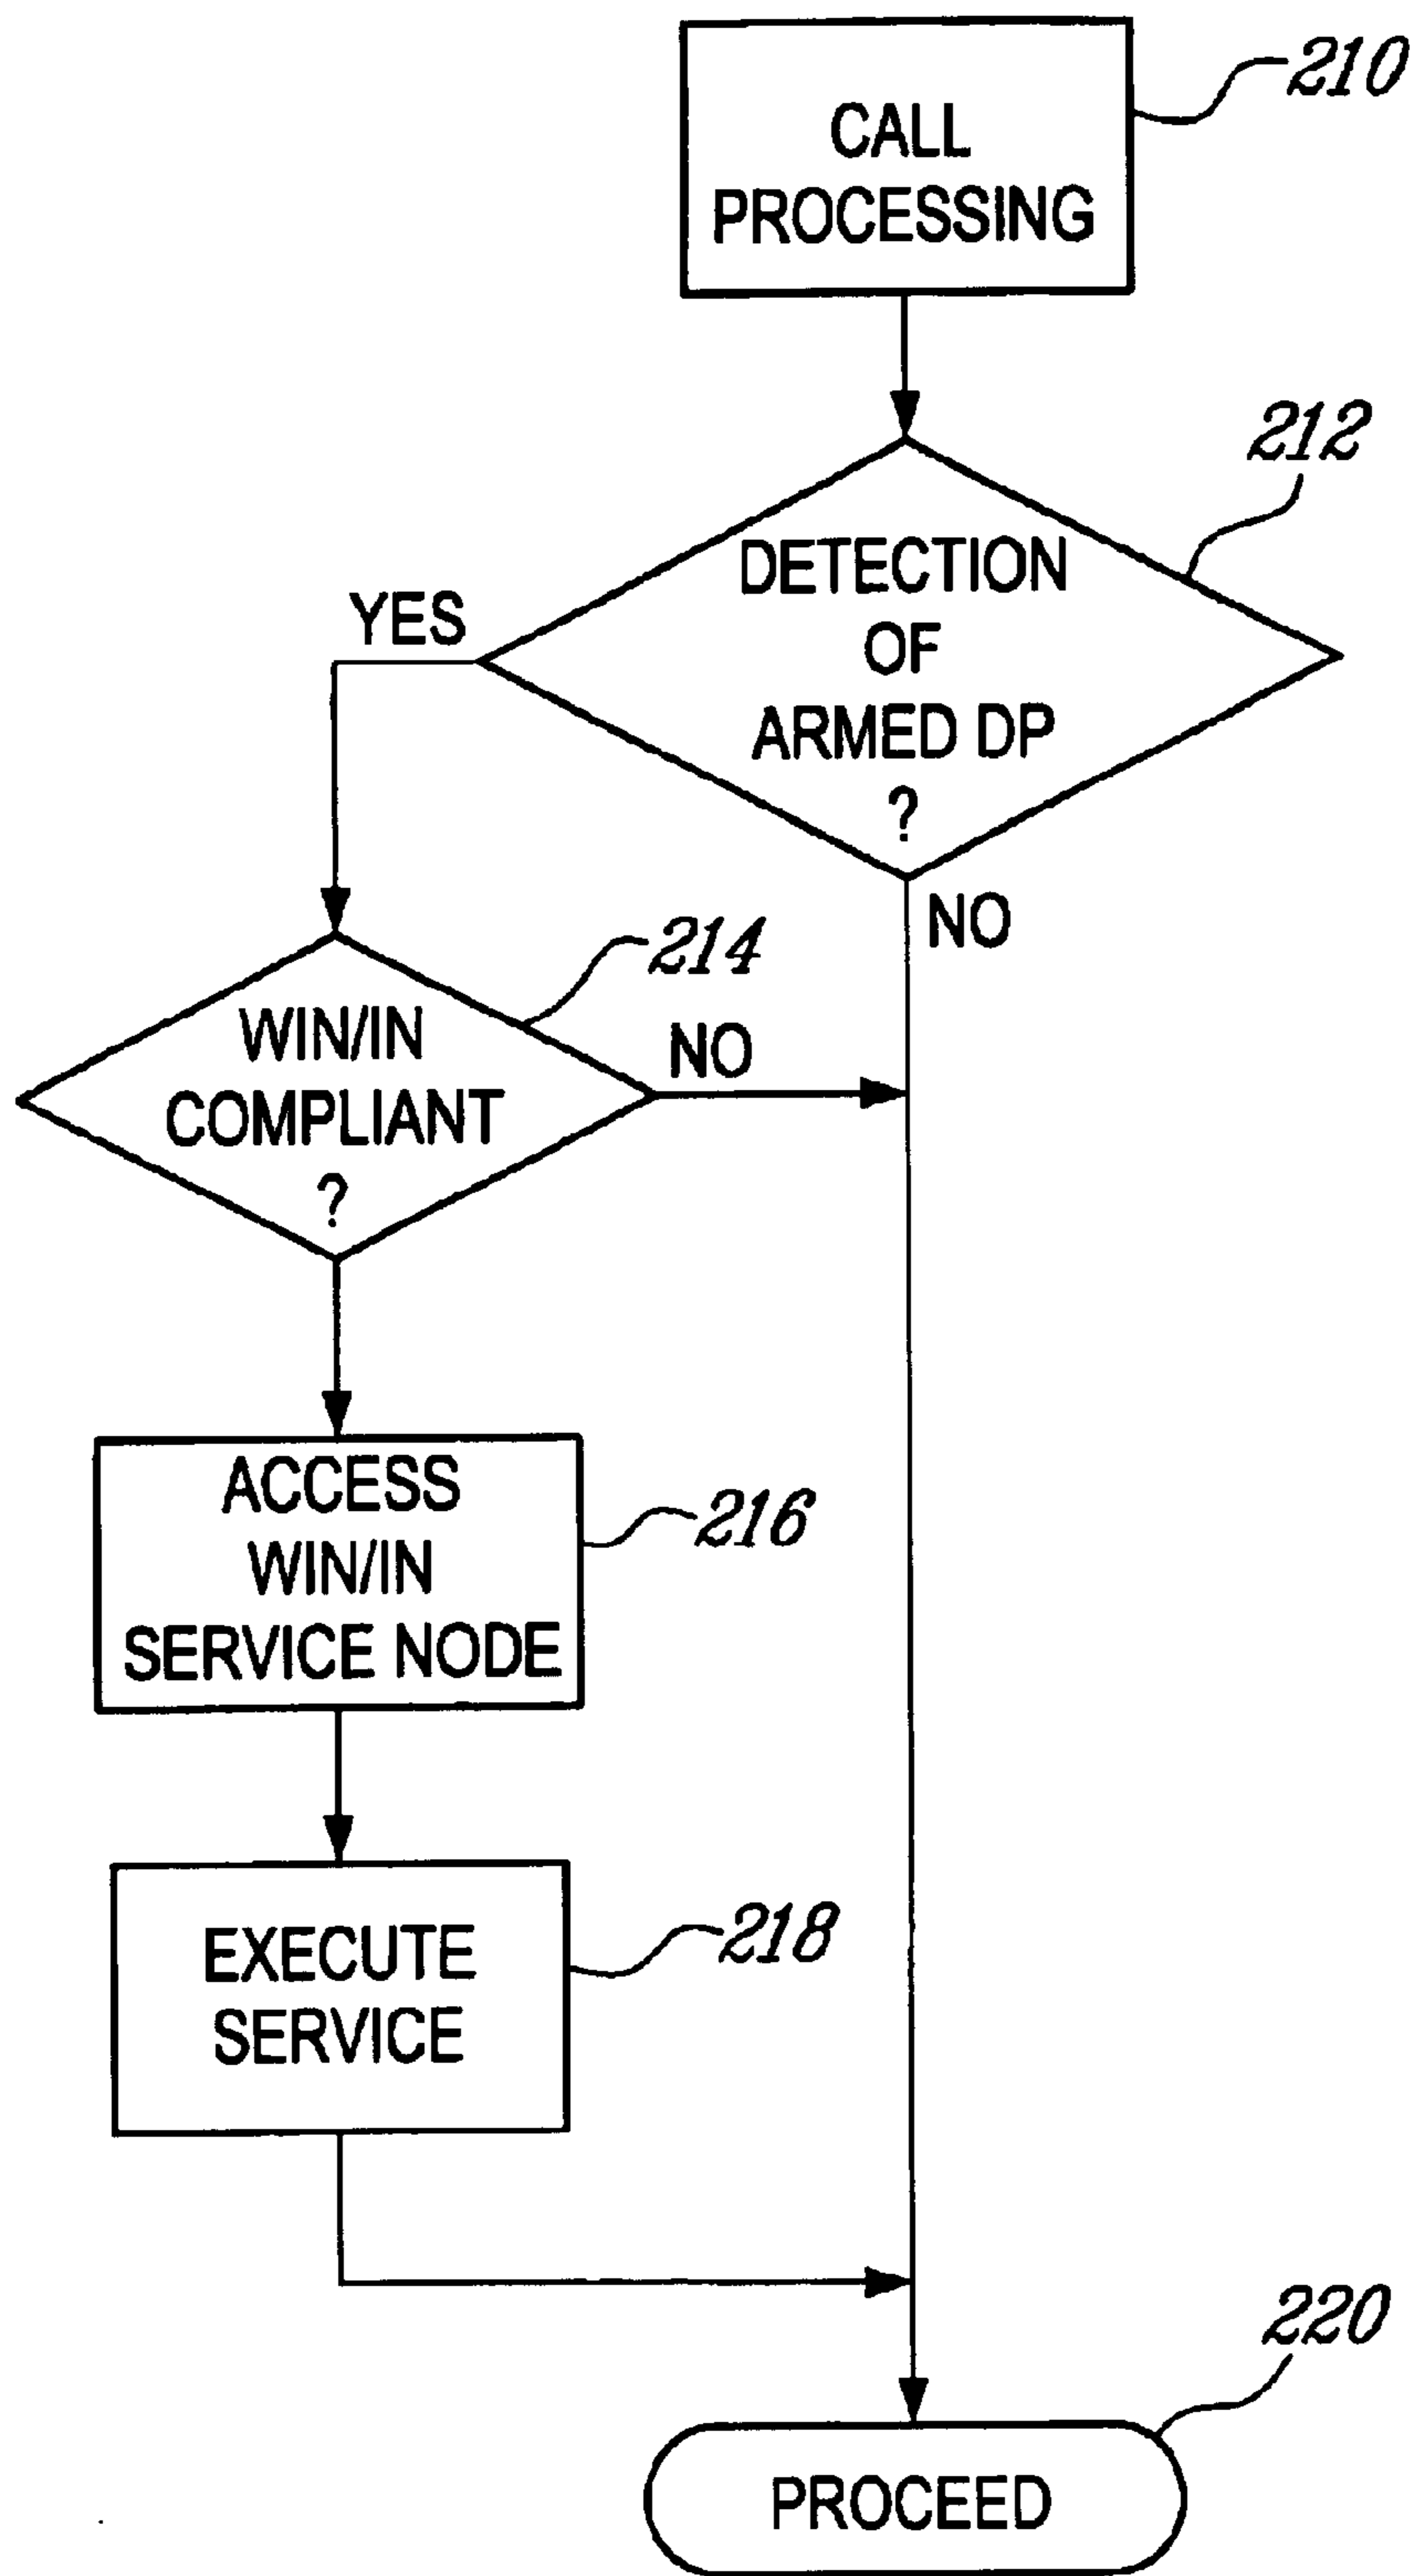 210
CALL
PROCESSING
212
DETECTION
OF
ARMED DP
?
YES
NO
214
WIN/IN
COMPLIANT
?
NO
ACCESS
WIN/IN
SERVICE NODE
216
EXECUTE
SERVICE
218
220
PROCEED